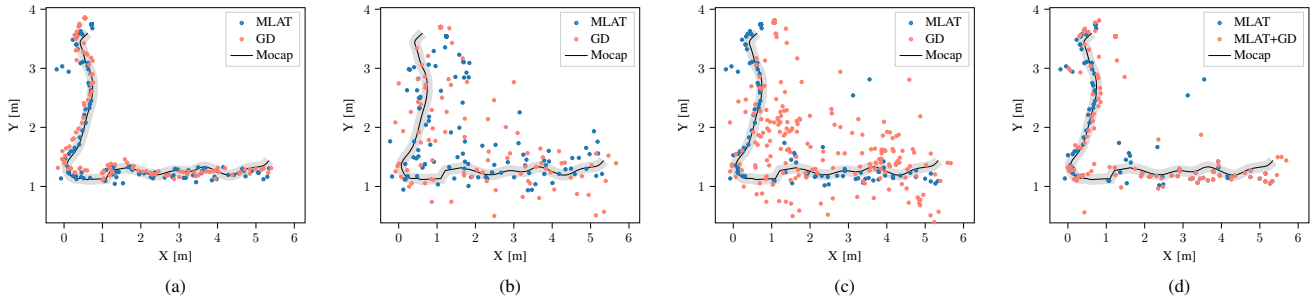 4
3
2
1
Y [m]
0 1 2 3 4 5 6
X [m]
MLAT
GD
Mocap
(a)
4
3
2
1
Y [m]
0 1 2 3 4 5 6
X [m]
MLAT
GD
Mocap
(b)
4
3
2
1
Y [m]
0 1 2 3 4 5 6
X [m]
MLAT
GD
Mocap
(c)
4
3
2
1
Y [m]
0 1 2 3 4 5 6
X [m]
MLAT
MLAT+GD
Mocap
(d)